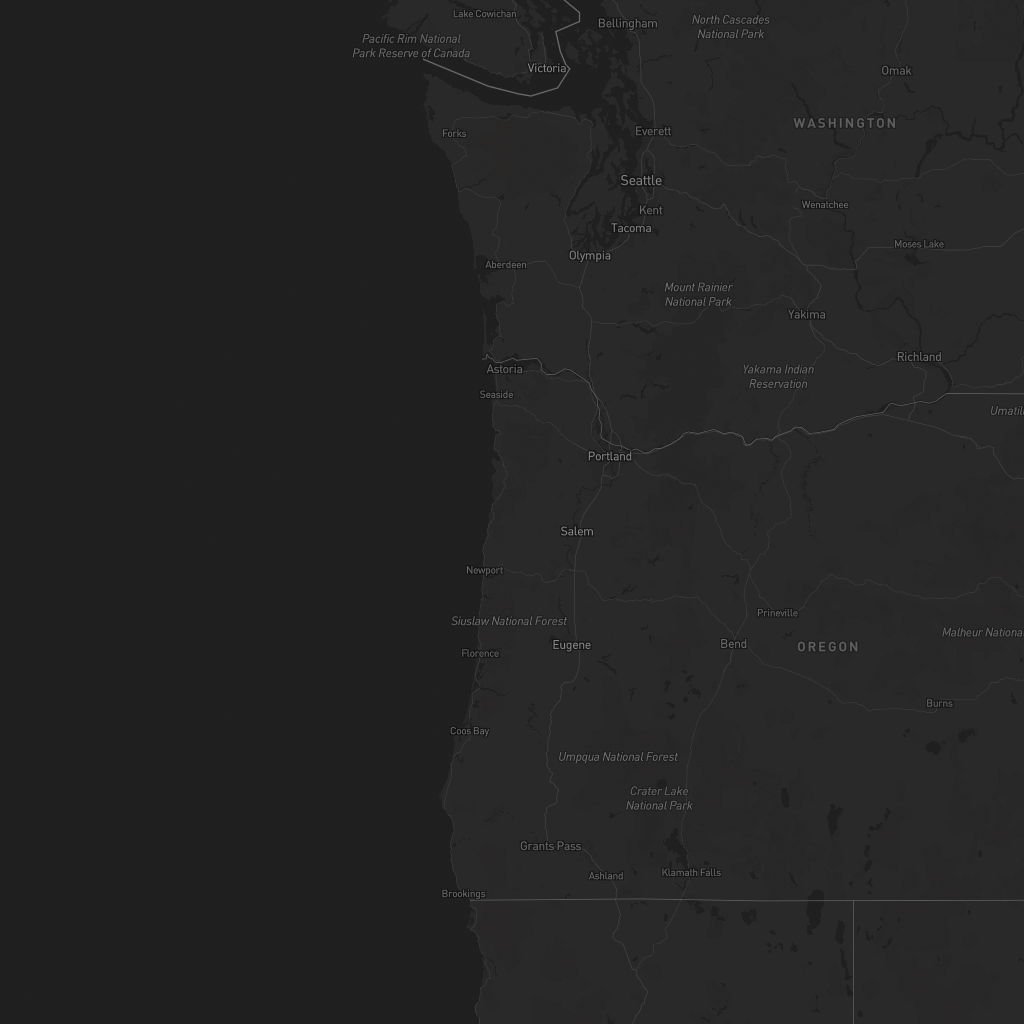 Lake Cowichan
Bellingham
North Cascades
National Park
Pacific Rim National
Park Reserve of Canada
Victoria
Omak
WASHINGTON
Forks
Everett
Seattle
Wenatchee
Kent
Tacoma
Moses Lake
Olympia
Aberdeen
Mount Rainier
National Park
Yakima
Richland
Astoria
Yakama Indian
Reservation
Seaside
Umatil
Portland
Salem
Newport
Prineville
Siuslaw National Forest
Malheur National
Eugene
Bend
OREGON
Florence
Burns
Coos Bay
Umpqua National Forest
Crater Lake
National Park
Grants Pass
Ashland
Klamath Falls
Brookings